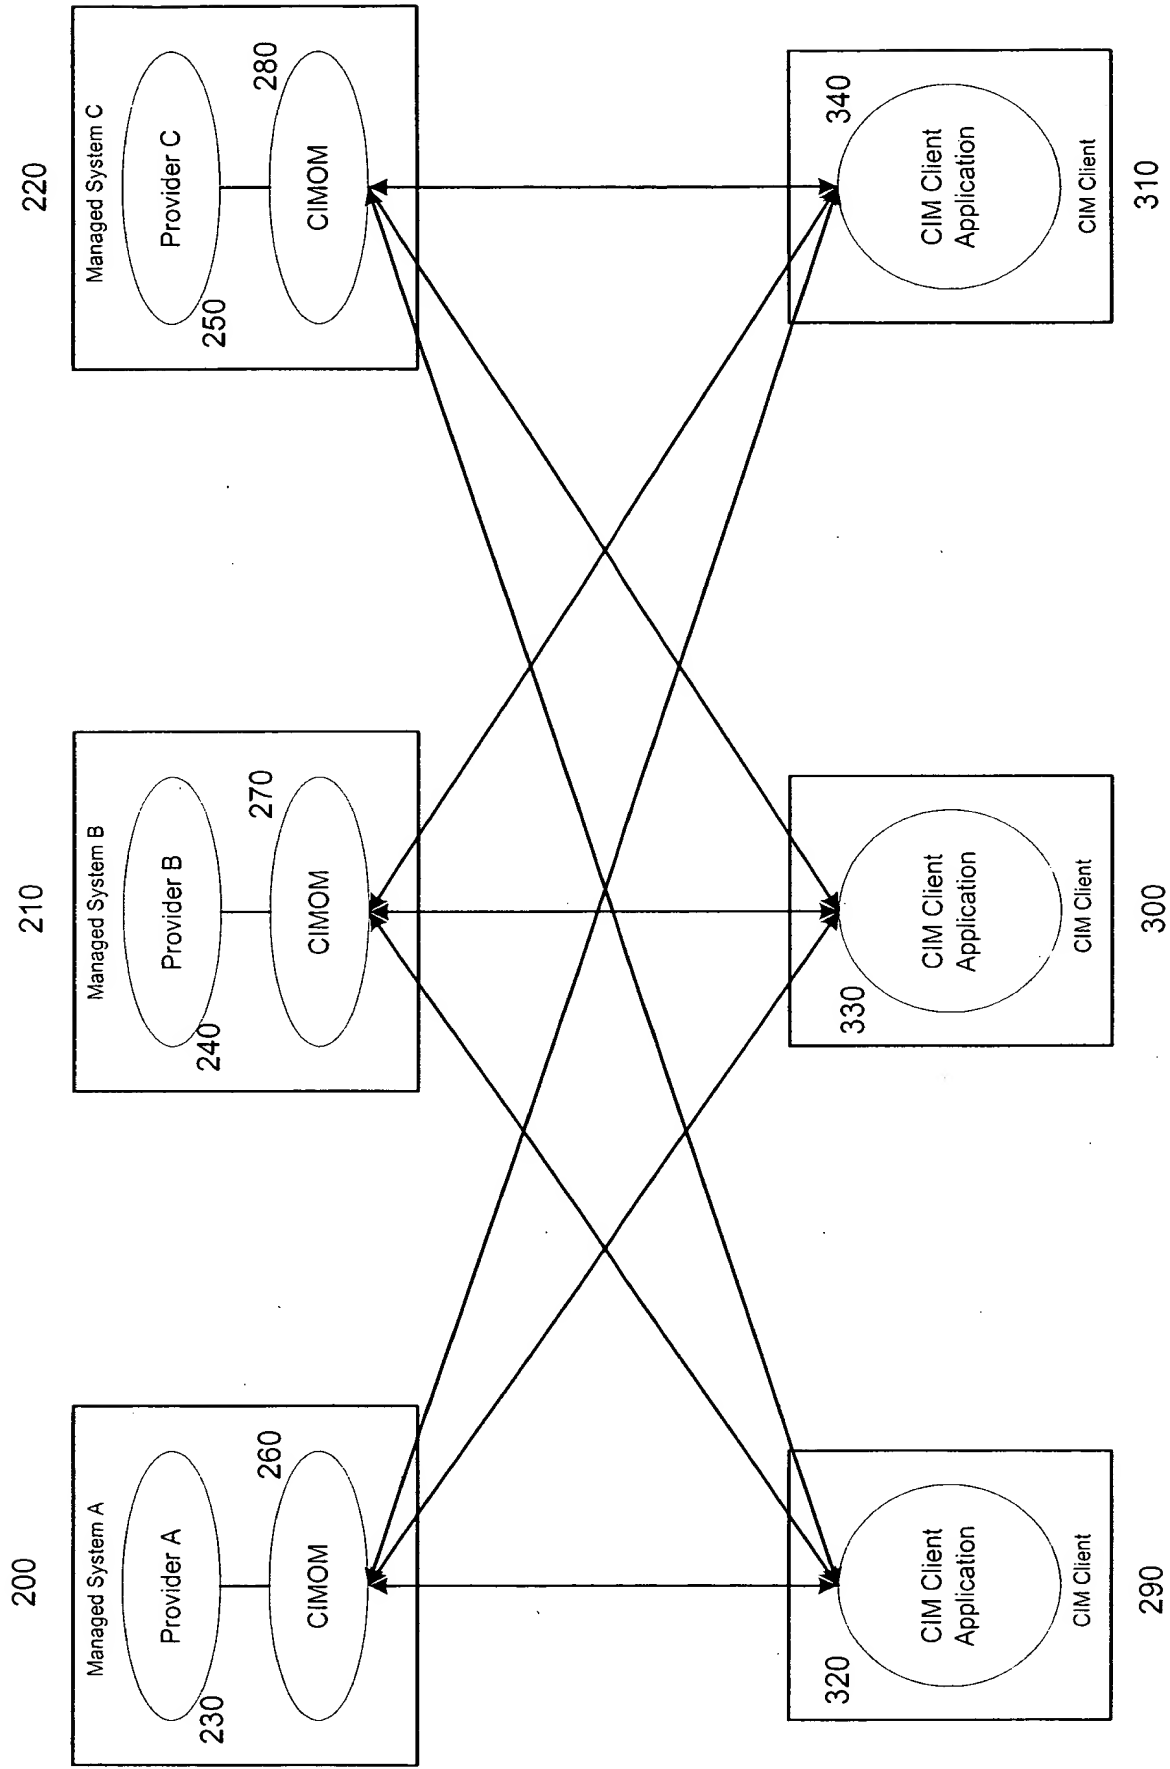 200
Managed System A
Provider A
230
260
CIMOM
210
Managed System B
Provider B
240
270
CIMOM
220
Managed System C
Provider C
250
280
CIMOM
320
CIM Client
Application
CIM Client
290
330
CIM Client
Application
CIM Client
300
340
CIM Client
Application
CIM Client
310